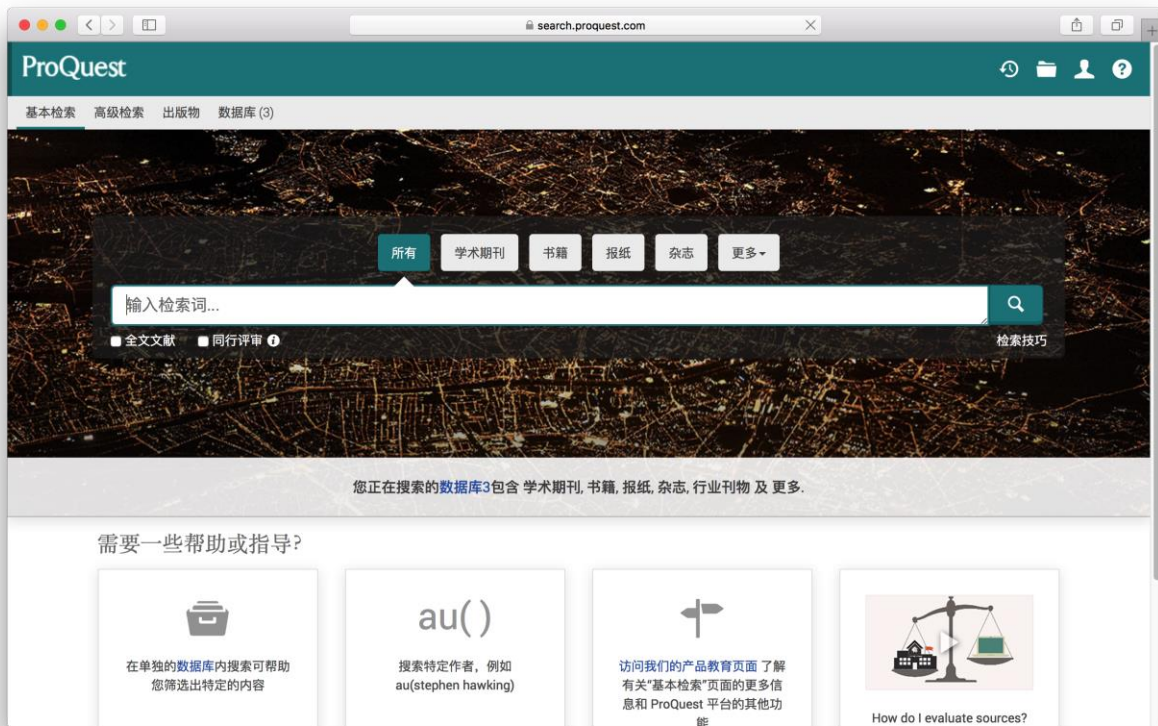 search.proquest.com
ProQuest
基本检索 高级检索 出版物 数据库 (3)
所有 学术期刊 书籍 报纸 杂志 更多
输入检索词...
全文文献 同行评审 检索技巧
您正在搜索的数据库3包含 学术期刊, 书籍, 报纸, 杂志, 行业刊物 及 更多.
需要一些帮助或指导?
在单独的数据库内搜索可帮助
您筛选出特定的内容
au()
搜索特定作者，例如
au(stephen hawking)
访问我们的产品教育页面 了解
有关“基本检索”页面的更多信
息和 ProQuest 平台的其他功
能
How do I evaluate sources?